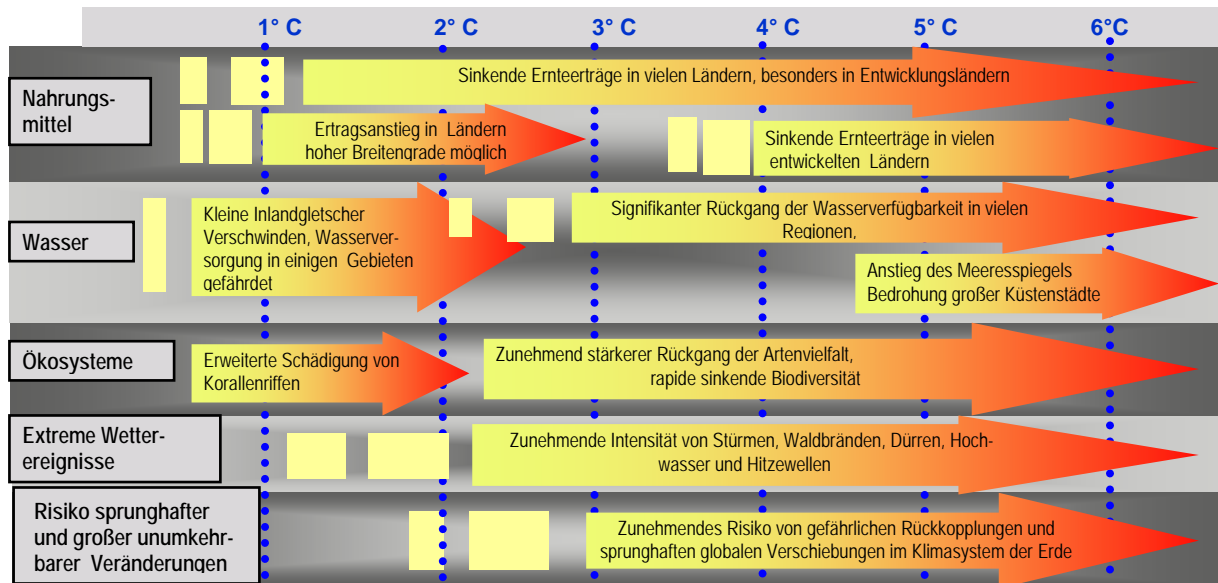 1° C 2° C 3° C 4° C 5° C 6°C
Nahrungs-
mittel
Sinkende Ernteerträge in vielen Ländern, besonders in Entwicklungsländern
Ertragsanstieg in Ländern
hoher Breitengrade möglich
Sinkende Ernteerträge in vielen
entwickelten Ländern
Wasser
Kleine Inlandgletscher
Verschwinden, Wasserver-
sorgung in einigen Gebieten
gefährdet
Signifikanter Rückgang der Wasserverfügbarkeit in vielen
Regionen,
Anstieg des Meeresspiegels
Bedrohung großer Küstenstädte
Ökosysteme
Erweiterte Schädigung von
Korallenriffen
Zunehmend stärkerer Rückgang der Artenvielfalt,
rapide sinkende Biodiversität
Extreme Wetter-
ereignisse
Zunehmende Intensität von Stürmen, Waldbränden, Dürren, Hoch-
wasser und Hitzewellen
Risiko sprunghafter
und großer unumkehr-
barer Veränderungen
Zunehmendes Risiko von gefährlichen Rückkopplungen und
sprunghaften globalen Verschiebungen im Klimasystem der Erde